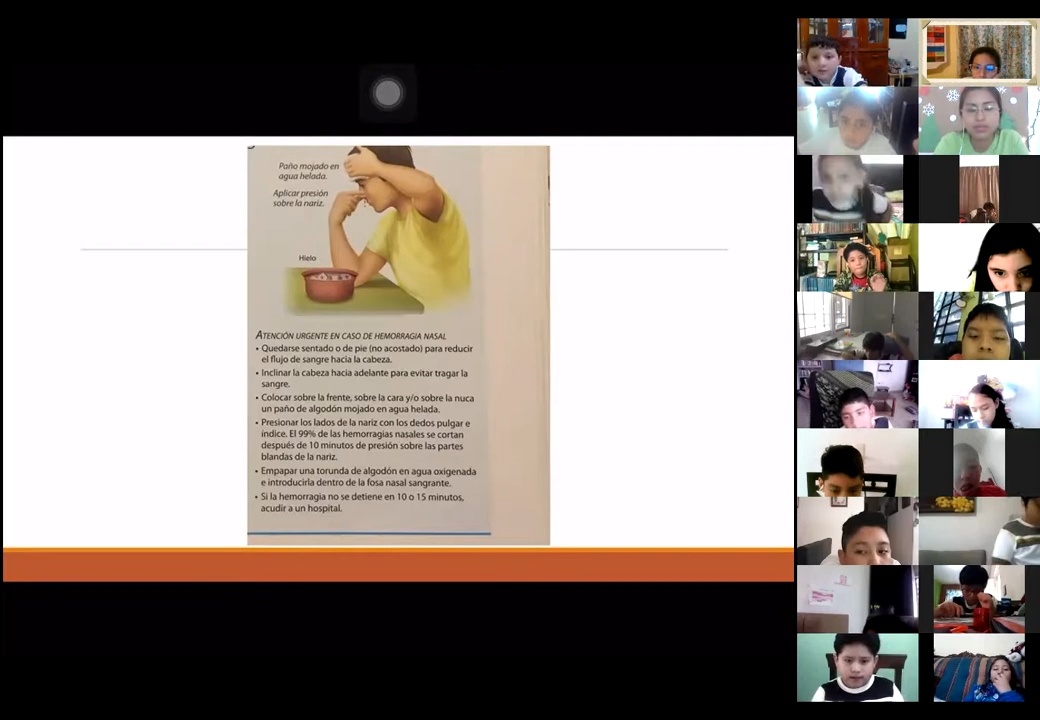 Paño mojado en
agua helada.
Aplicar presión
sobre la nariz.
Hielo
ATENCIÓN URGENTE EN CASO DE HEMORRAGIA NASAL
• Quedarse sentado o de pie (no acostado) para reducir
el flujo de sangre hacia la cabeza.
• Inclinar la cabeza hacia adelante para evitar tragar la
sangre.
• Colocar sobre la frente, sobre la cara y/o sobre la nuca
un paño de algodón mojado en agua helada.
• Presionar los lados de la nariz con los dedos pulgar e
índice. El 99% de las hemorragias nasales se cortan
después de 10 minutos de presión sobre las partes
blandas de la nariz.
• Empapar una torunda de algodón en agua oxigenada
e introducirla dentro de la fosa nasal sangrante.
• Si la hemorragia no se detiene en 10 o 15 minutos,
acudir a un hospital.